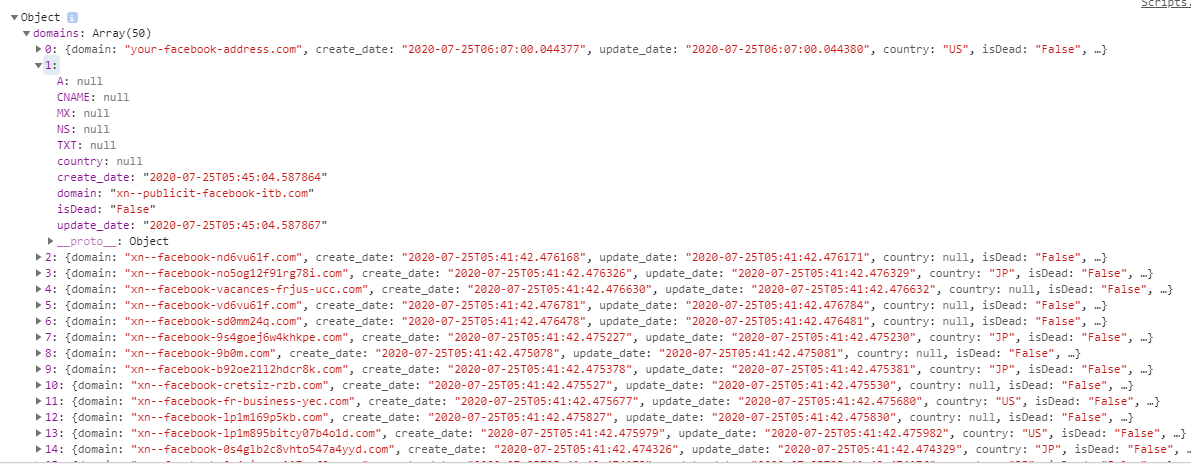 Scripts.
▼Object i
▼domains: Array(50)
▶0: {domain: "your-facebook-address.com", create_date: "2020-07-25T06:07:00.044377", update_date: "2020-07-25T06:07:00.044380", country: "US", isDead: "False", …}
▼1:
A: null
CNAME: null
MX: null
NS: null
TXT: null
country: null
create_date: "2020-07-25T05:45:04.587864"
domain: "xn--publicit-facebook-itb.com"
isDead: "False"
update_date: "2020-07-25T05:45:04.587867"
▶__proto__: Object
▶2: {domain: "xn--facebook-nd6vu61f.com", create_date: "2020-07-25T05:41:42.476168", update_date: "2020-07-25T05:41:42.476171", country: null, isDead: "False", …}
▶3: {domain: "xn--facebook-no5og12f91rg78i.com", create_date: "2020-07-25T05:41:42.476326", update_date: "2020-07-25T05:41:42.476329", country: "JP", isDead: "False", …}
▶4: {domain: "xn--facebook-vacances-frjus-ucc.com", create_date: "2020-07-25T05:41:42.476630", update_date: "2020-07-25T05:41:42.476632", country: null, isDead: "False", …}
▶5: {domain: "xn--facebook-vd6vu61f.com", create_date: "2020-07-25T05:41:42.476781", update_date: "2020-07-25T05:41:42.476784", country: null, isDead: "False", …}
▶6: {domain: "xn--facebook-sd0mm24q.com", create_date: "2020-07-25T05:41:42.476478", update_date: "2020-07-25T05:41:42.476481", country: null, isDead: "False", …}
▶7: {domain: "xn--facebook-9s4goej6w4khkpe.com", create_date: "2020-07-25T05:41:42.475227", update_date: "2020-07-25T05:41:42.475230", country: "JP", isDead: "False", …}
▶8: {domain: "xn--facebook-9b0m.com", create_date: "2020-07-25T05:41:42.475078", update_date: "2020-07-25T05:41:42.475081", country: null, isDead: "False", …}
▶9: {domain: "xn--facebook-b92oe21l2hdcr8k.com", create_date: "2020-07-25T05:41:42.475378", update_date: "2020-07-25T05:41:42.475381", country: "JP", isDead: "False", …}
▶10: {domain: "xn--facebook-cretsiz-rzb.com", create_date: "2020-07-25T05:41:42.475527", update_date: "2020-07-25T05:41:42.475530", country: null, isDead: "False", …}
▶11: {domain: "xn--facebook-fr-business-yec.com", create_date: "2020-07-25T05:41:42.475677", update_date: "2020-07-25T05:41:42.475680", country: "US", isDead: "False", …}
▶12: {domain: "xn--facebook-lp1m169p5kb.com", create_date: "2020-07-25T05:41:42.475827", update_date: "2020-07-25T05:41:42.475830", country: null, isDead: "False", …}
▶13: {domain: "xn--facebook-lp1m895bitcy07b4o1d.com", create_date: "2020-07-25T05:41:42.475979", update_date: "2020-07-25T05:41:42.475982", country: "US", isDead: "False", …}
▶14: {domain: "xn--facebook-0s4glb2c8vhto547a4yyd.com", create_date: "2020-07-25T05:41:42.474326", update_date: "2020-07-25T05:41:42.474329", country: "JP", isDead: "False", …}